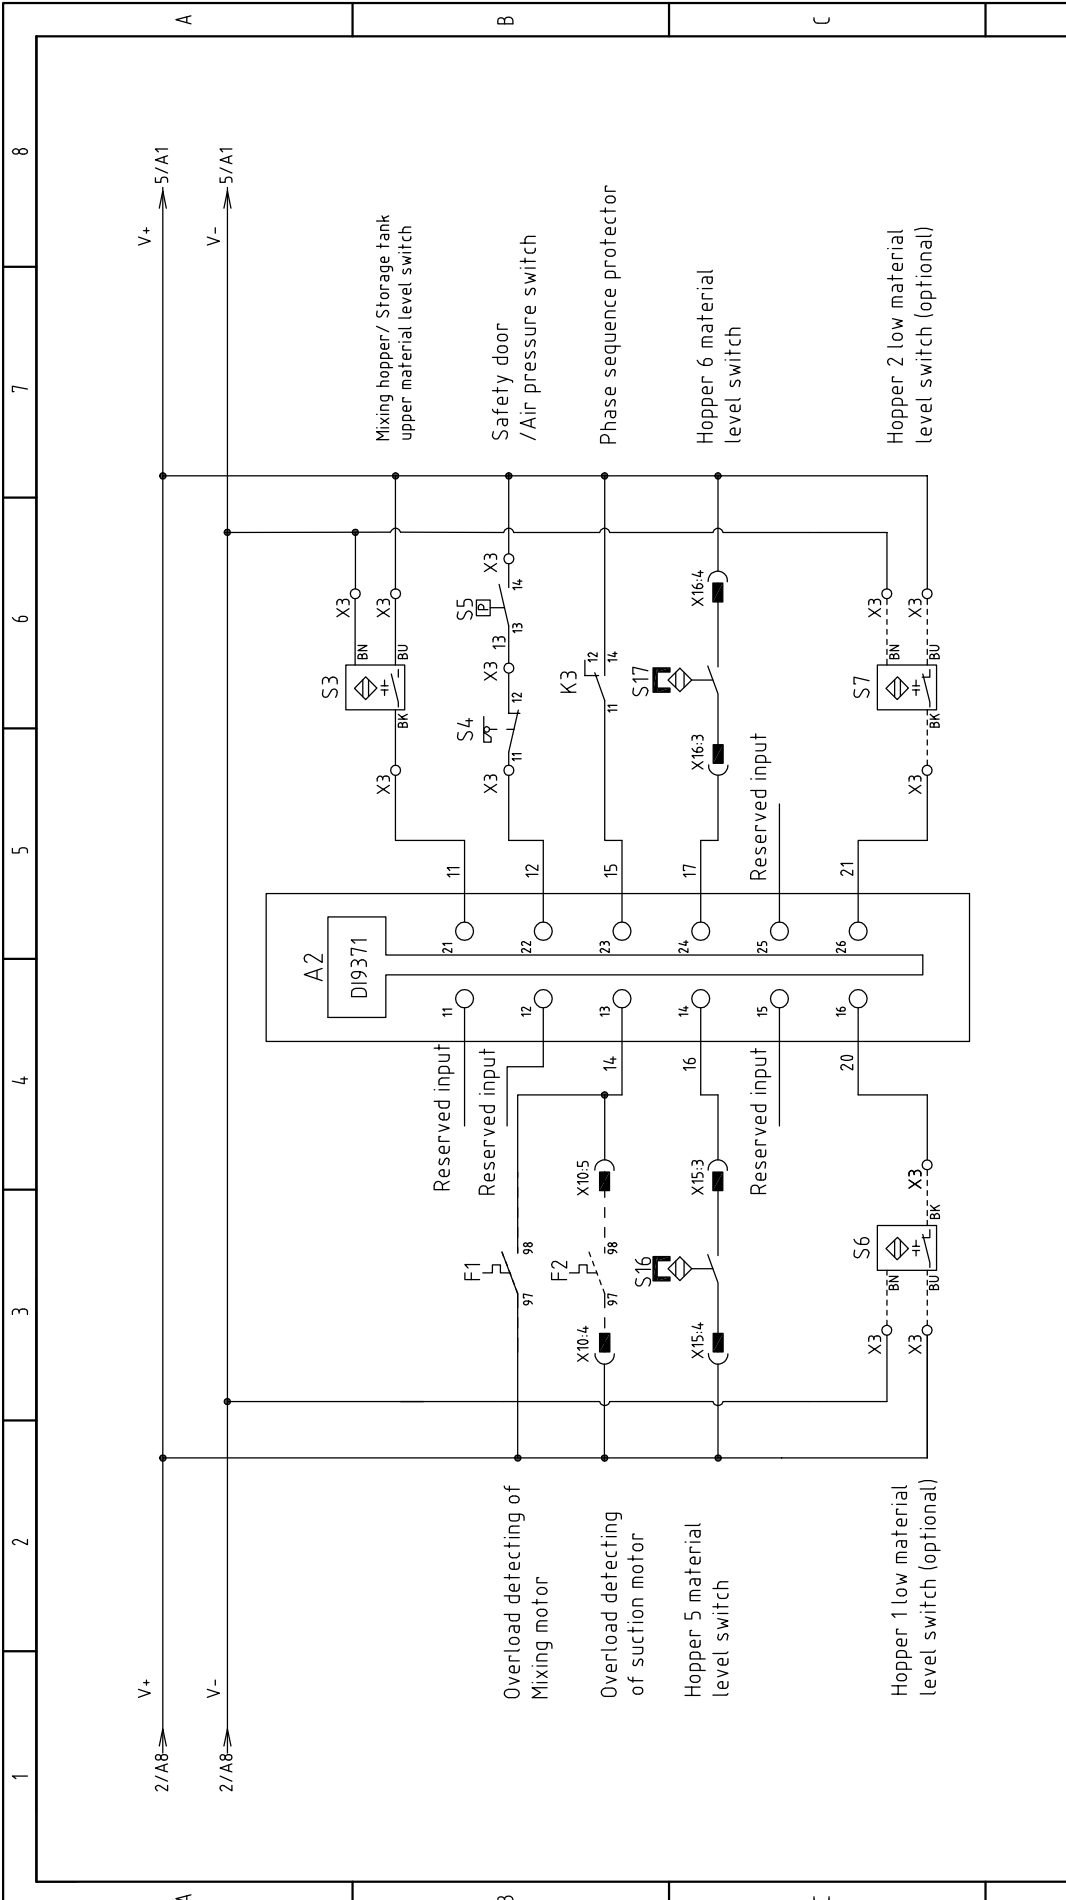 A
B
C
8
7
6
5
4
3
2
1
V+
5/A1
V-
5/A1
Mixing hopper/ Storage tank
upper material level switch
Safety door
/Air pressure switch
Phase sequence protector
Hopper 6 material
level switch
Hopper 2 low material
level switch (optional)
X3
X3
BN
BU
S3
BK
X3
X3
14
S5
P
13
13
X3
12
S4
11
X3
12
14
K3
11
X16:4
S17
X16:3
Reserved input
X3
X3
BN
BU
S7
BK
X3
11
12
15
17
21
A2
DI9371
21
22
23
24
25
26
11
12
13
14
15
16
Reserved input
Reserved input
14
16
Reserved input
20
X10:5
98
F1
97
98
F2
97
X10:4
X15:3
S16
X15:4
X3
BK
S6
BN
BU
X3
X3
Overload detecting of
Mixing motor
Overload detecting
of suction motor
Hopper 5 material
level switch
Hopper 1 low material
level switch (optional)
V+
2/A8
V-
2/A8